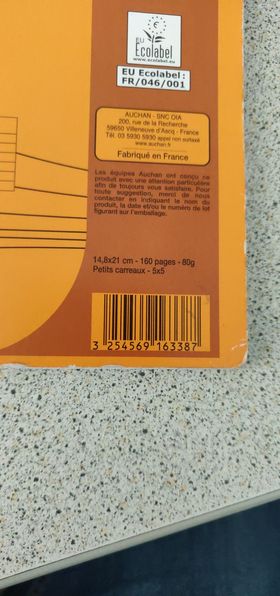 EU
Ecolabel
www.ecolabel.eu
EU Ecolabel :
FR/046/001
AUCHAN - SNC OIA
200, rue de la Recherche
59650 Villeneuve d'Ascq - France
Tél. 03 5930 5930 appel non surtaxé
www.auchan.fr
Fabriqué en France
Les équipes Auchan ont conçu ce
produit avec une attention particulière
afin de toujours vous satisfaire. Pour
toute suggestion, merci de nous
contacter en indiquant le nom du
produit, la date et/ou le numéro de lot
figurant sur l'emballage.
14,8x21 cm - 160 pages - 80g
Petits carreaux - 5x5
3 254569 163387